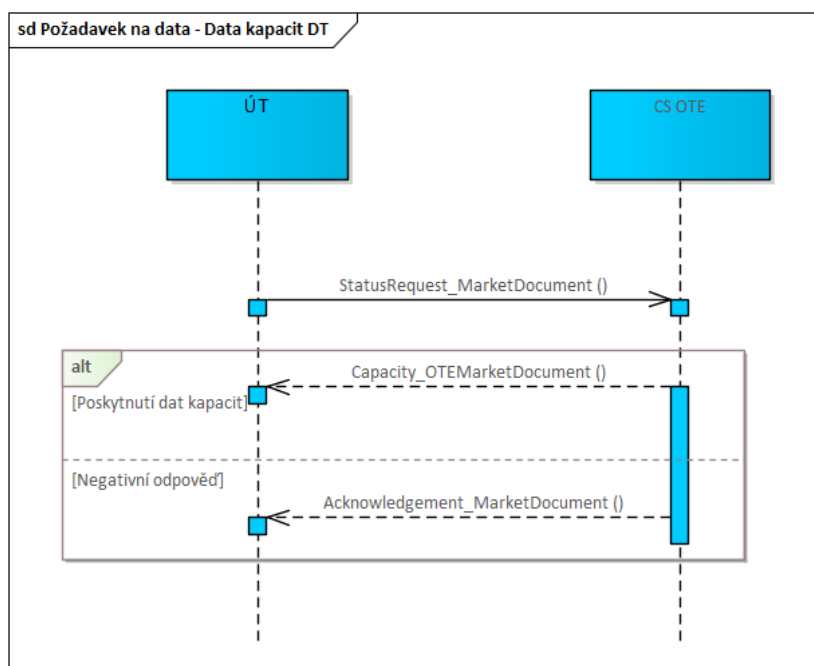 sd Požadavek na data - Data kapacit DT
ÚT
CS OTE
StatusRequest_MarketDocument ()
alt
Capacity_OTEMarketDocument ()
[Poskytnutí dat kapacit]
[Negativní odpověď]
Acknowledgement_MarketDocument ()